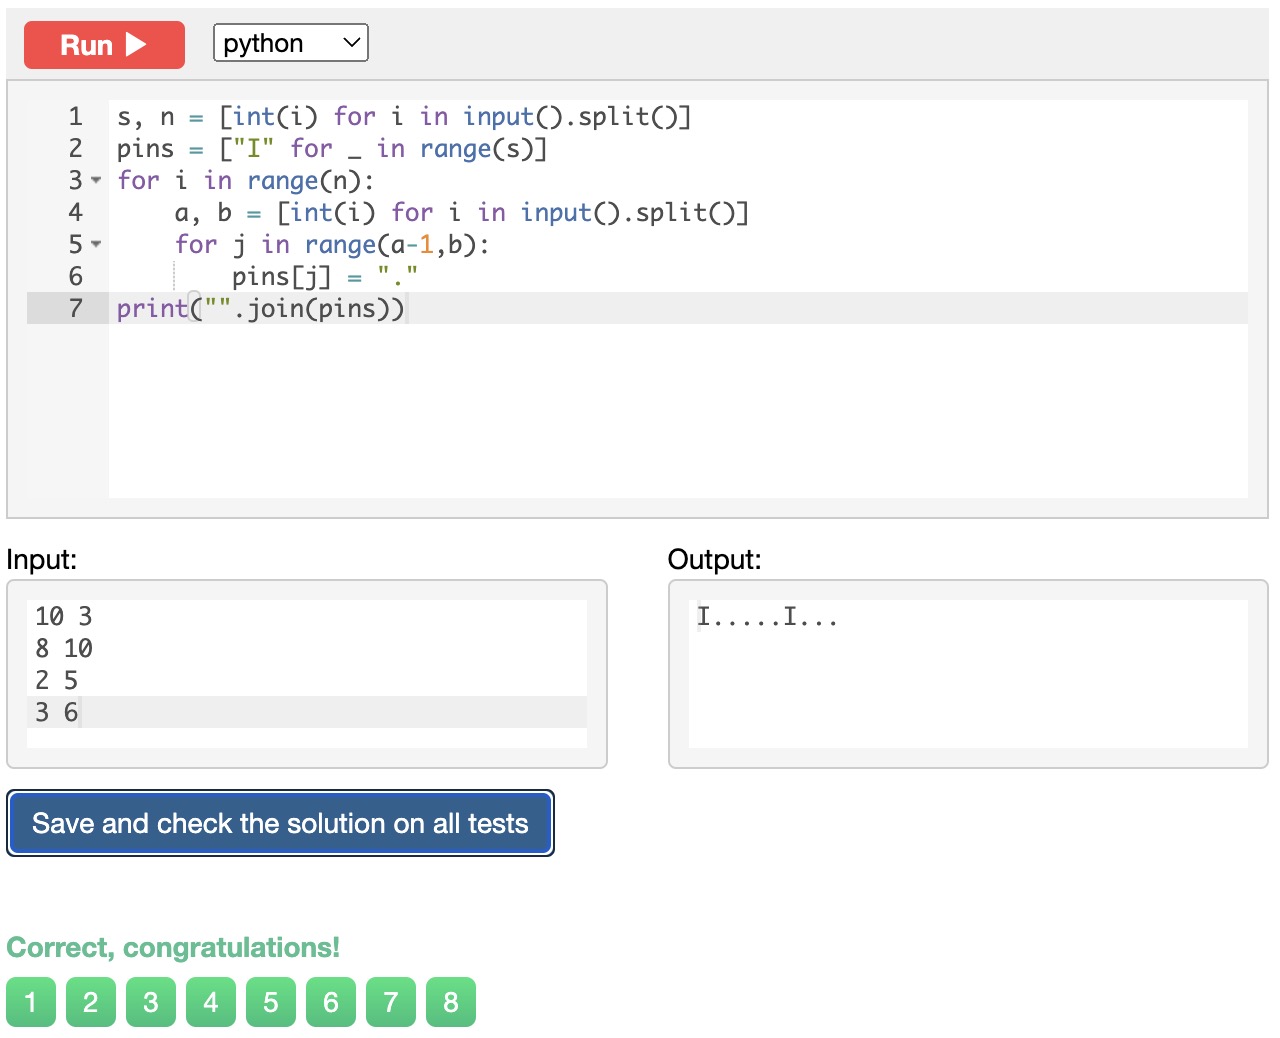 Run python
1 s, n = [int(i) for i in input().split()]
2 pins = ["I" for _ in range(s)]
3 for i in range(n):
4     a, b = [int(i) for i in input().split()]
5     for j in range(a-1,b):
6         pins[j] = "."
7 print("".join(pins))
Input:
10 3
8 10
2 5
3 6
Output:
I.....I...
Save and check the solution on all tests
Correct, congratulations!
1 2 3 4 5 6 7 8